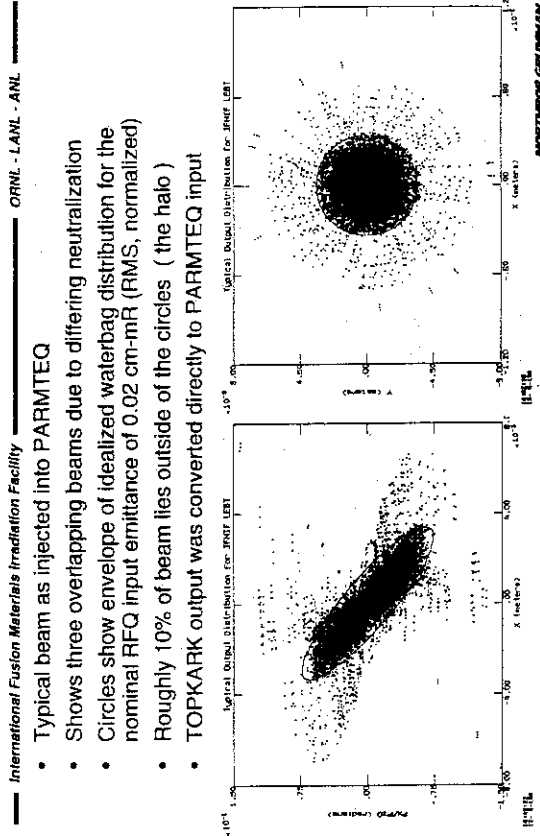 International Fusion Materials Irradiation Facility
ORNL - LANL - ANL
• Typical beam as injected into PARMTEQ
• Shows three overlapping beams due to differing neutralization
• Circles show envelope of idealized waterbag distribution for the
nominal RFQ input emittance of 0.02 cm-mR (RMS, normalized)
• Roughly 10% of beam lies outside of the circles ( the halo )
• TOPKARK output was converted directly to PARMTEQ input
Typical Output Distribution for IFMIF LEBT
X (meters)
Typical Output Distribution for IFMIF LEBT
Y (meters)
X (meters)
NORTHROP GRUMMAN